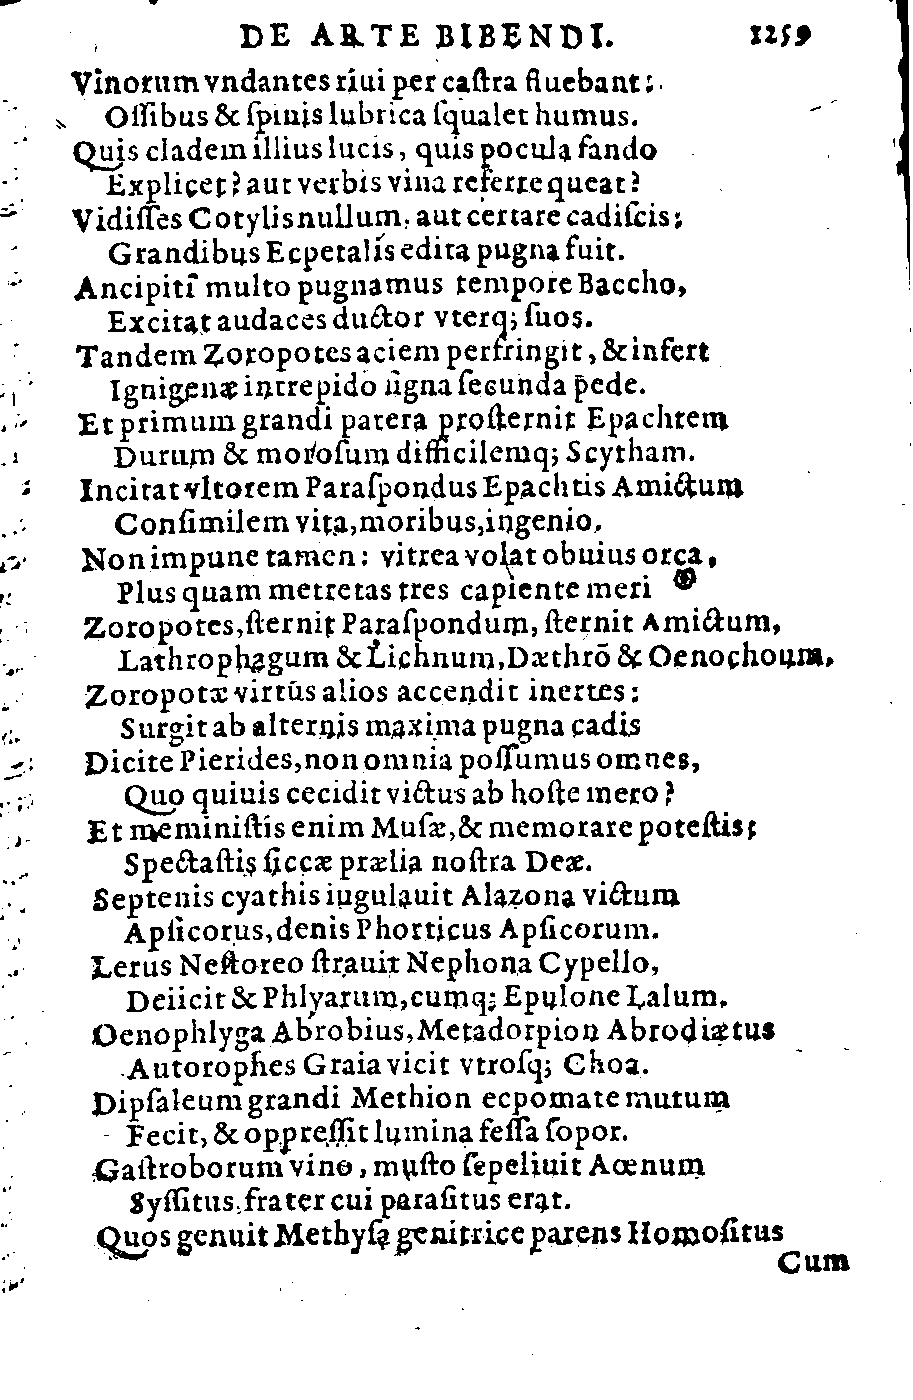 DE ARTE BIBENDI. 1259
Vinorum vndantes riui per caſtra fluebant:
Oſſibus & ſpinis lubrica ſqualet humus.
Quis cladem illius lucis, quis pocula fando
Explicet? aut verbis vina referre queat?
Vidiſſes Cotylis nullum, aut certare cadiſcis;
Grandibus Ecpetalis edita pugna fuit.
Ancipiti multo pugnamus tempore Baccho,
Excitat audaces ductor vterq; ſuos.
Tandem Zoropotes aciem perfringit, & infert
Ignigenæ intrepido ſigna ſecunda pede.
Et primum grandi patera proſternit Epachtem
Durum & moroſum difficilemq; Scytham.
Incitat vltorem Paraſpondus Epachtis Amictum
Conſimilem vita, moribus, ingenio.
Non impune tamen: vitrea volat obuius orca,
Plus quam metretas tres capiente meri
Zoropotes, ſternit Paraſpondum, ſternit Amictum,
Lathrophagum & Lichnum, Dæthrõ & Oenochoum.
Zoropotæ virtûs alios accendit inertes:
Surgit ab alternis maxima pugna cadis
Dicite Pierides, non omnia poſſumus omnes,
Quo quiuis cecidit victus ab hoſte mero?
Et meminiſtis enim Muſæ, & memorare poteſtis;
Spectaſtis ſiccæ prælia noſtra Deæ.
Septenis cyathis iugulauit Alazona victum
Apſicorus, denis Phorticus Apſicorum.
Lerus Neſtoreo ſtrauit Nephona Cypello,
Deiicit & Phlyarum, cumq; Epulone Lalum.
Oenophlyga Abrobius, Metadorpion Abrodiætus
Autorophes Graia vicit vtroſq; Choa.
Dipſaleum grandi Methion ecpomate mutum
Fecit, & oppreſſit lumina feſſa ſopor.
Gaſtroborum vino, muſto ſepeliuit Aœnum
Syſſitus, frater cui paraſitus erat.
Quos genuit Methyſa genitrice parens Homoſitus
Cum